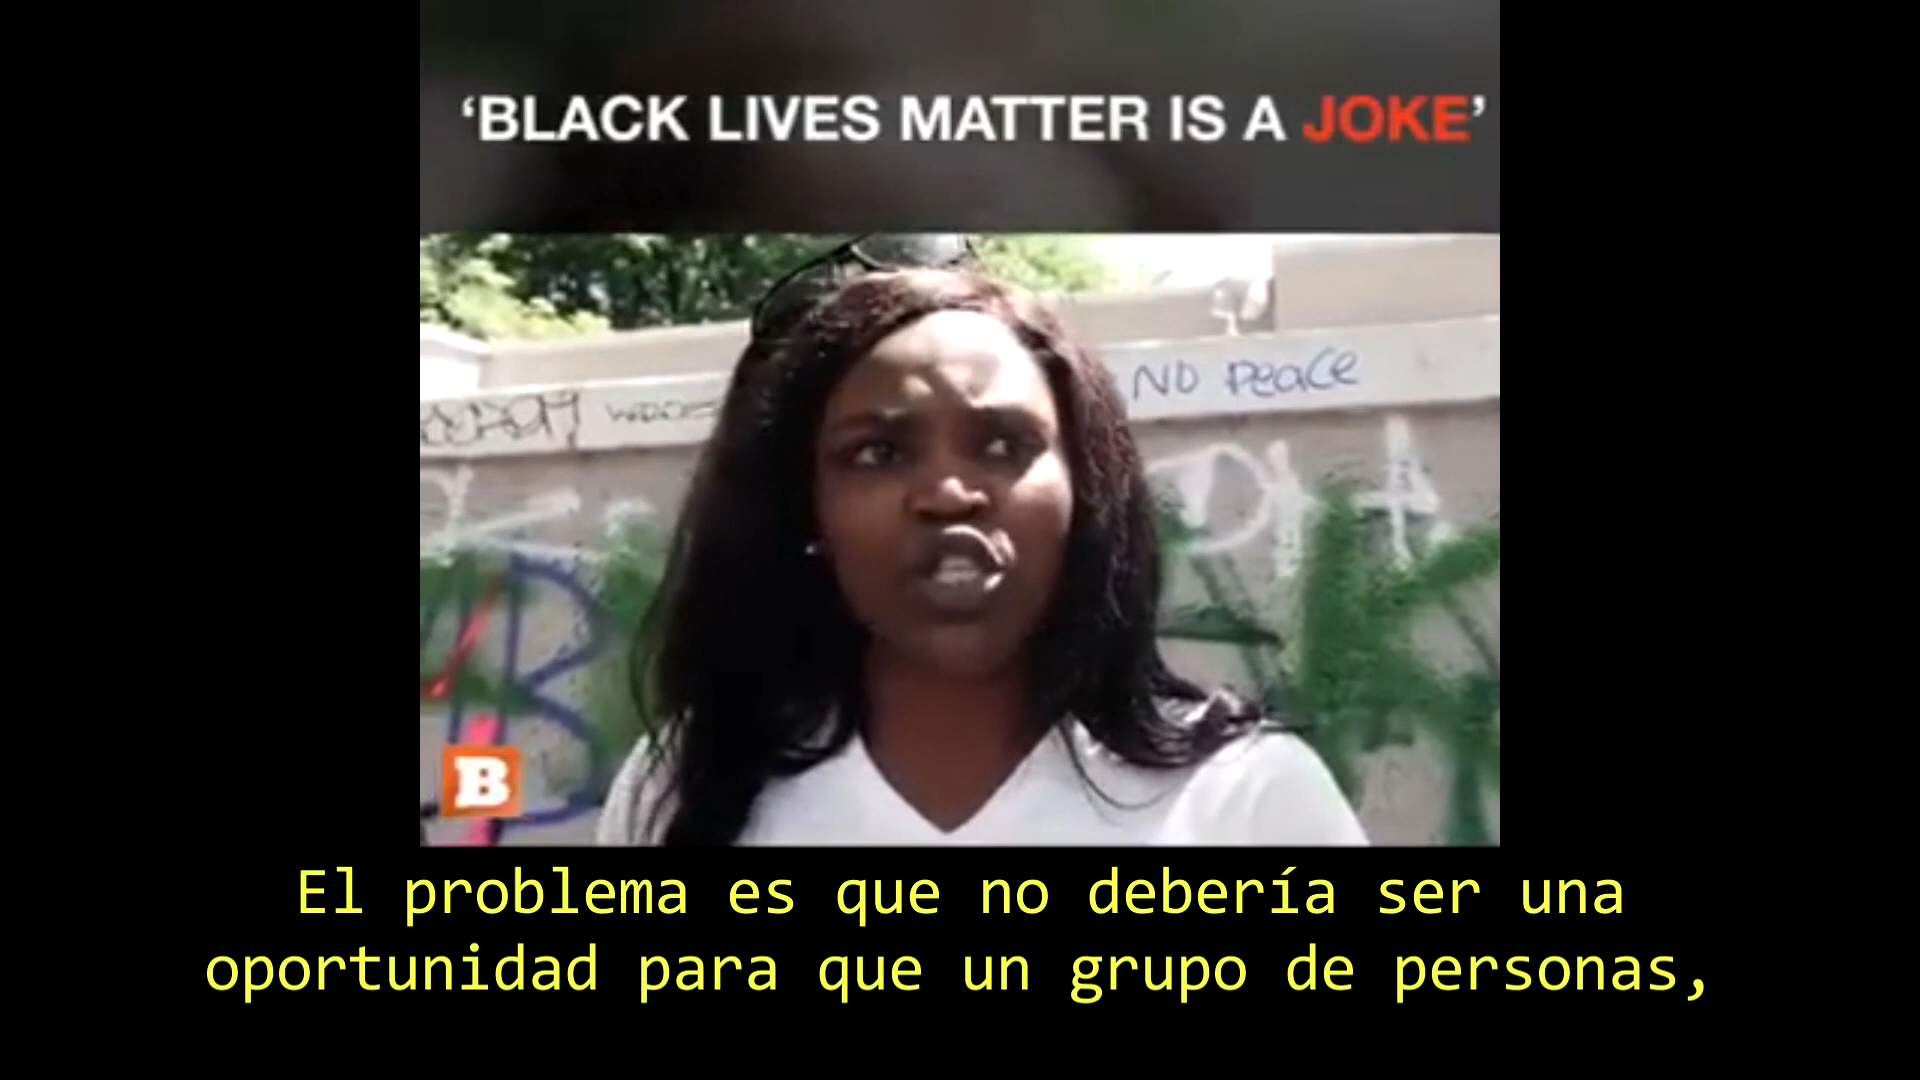 ‘BLACK LIVES MATTER IS A JOKE’
NO PEACE
B
El problema es que no debería ser una
oportunidad para que un grupo de personas,